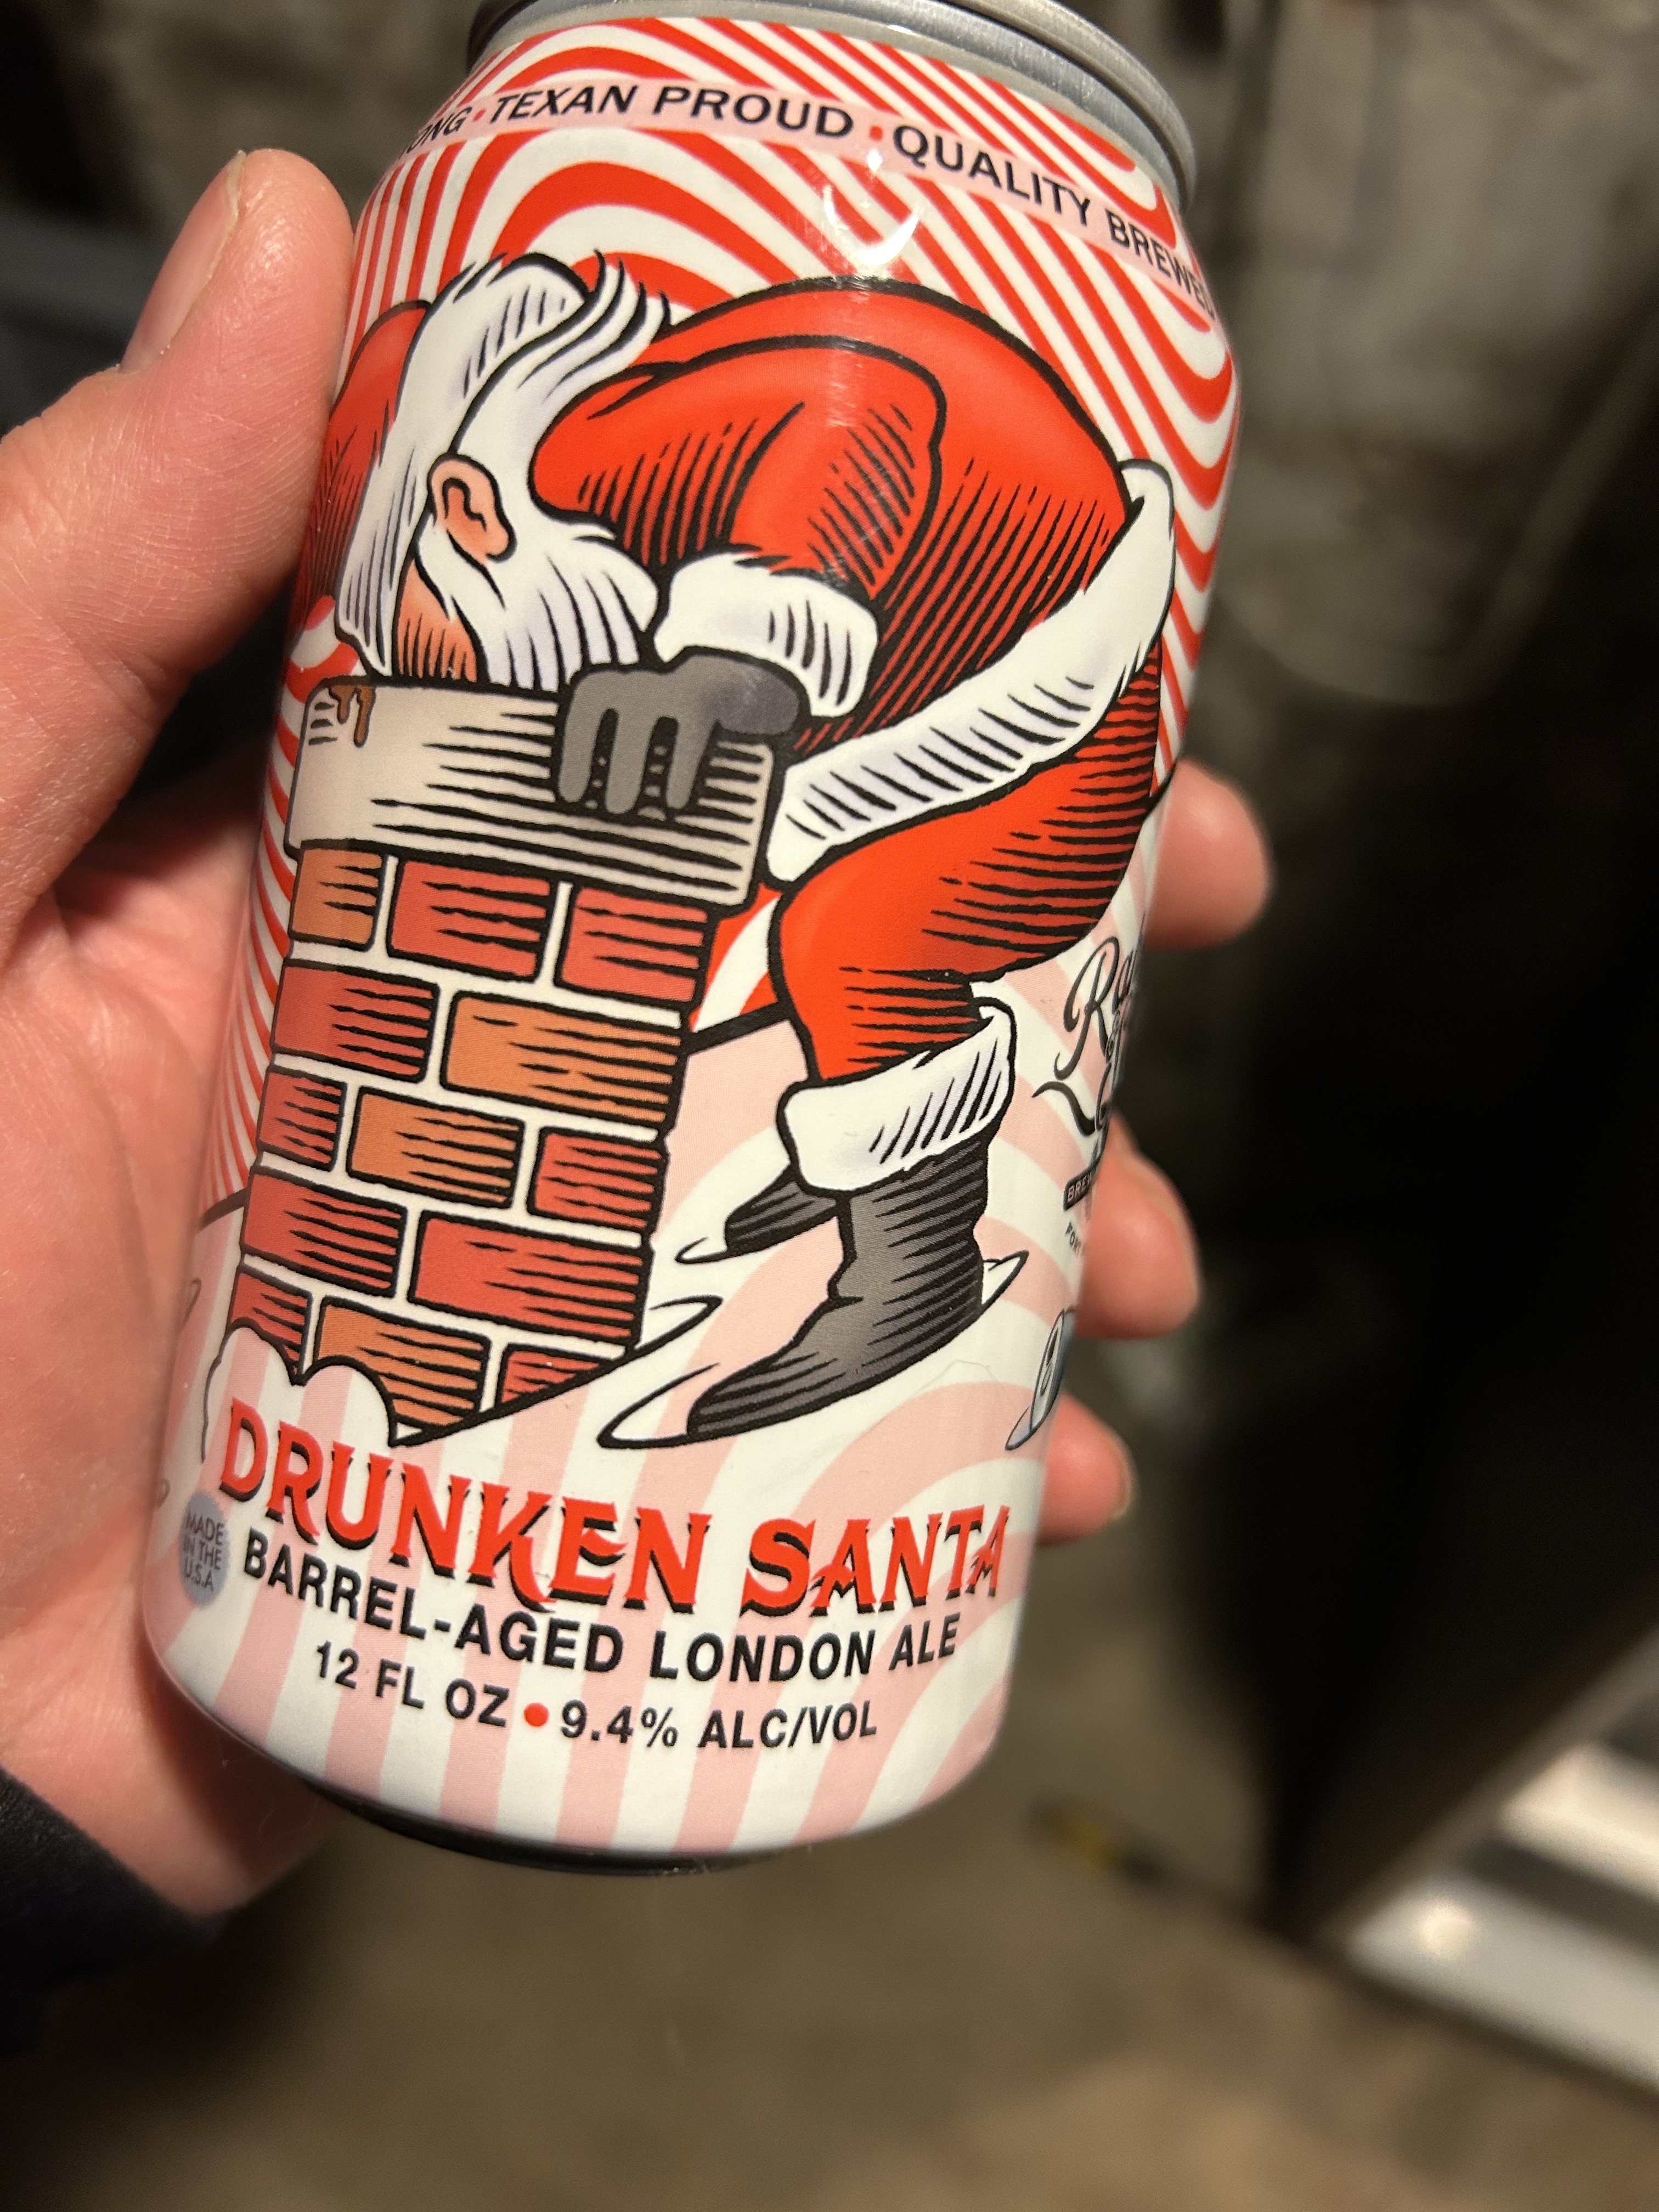 TEXAN PROUD • QUALITY BREWED
DRUNKEN SANTA
MADE
IN THE
U.S.A
BARREL-AGED LONDON ALE
12 FL OZ • 9.4% ALC/VOL